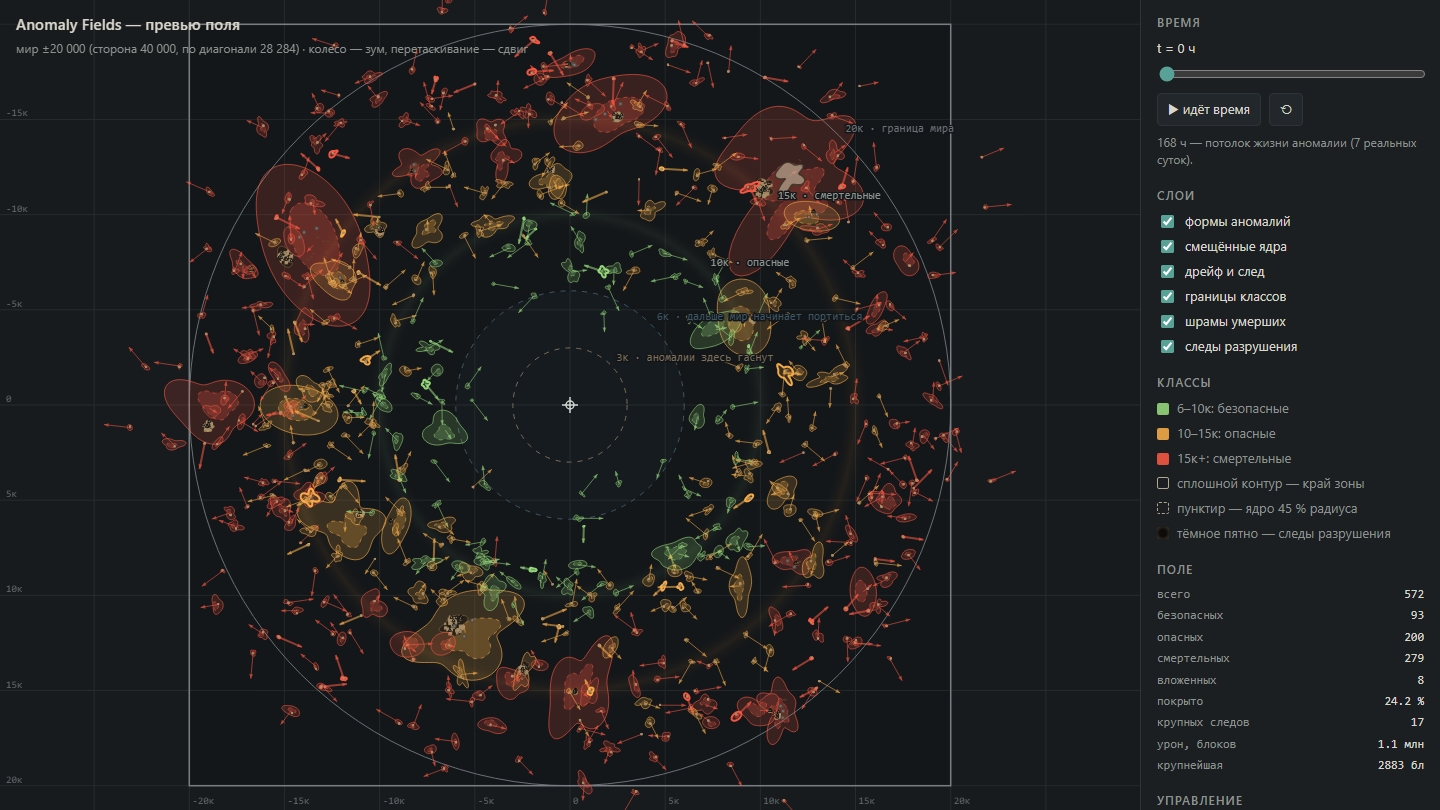 Anomaly Fields — превью поля
мир ±20 000 (сторона 40 000, по диагонали 28 284) · колесо — зум, перетаскивание — сдвиг
-15к
-10к
-5к
0
5к
10к
15к
20к
-20к
-15к
-10к
-5к
0
5к
10к
15к
20к
20к · граница мира
15к · смертельные
10к · опасные
6к · дальше мир начинает портиться
3к · аномалии здесь гаснут
ВРЕМЯ
t = 0 ч
▶ идёт время
⟲
168 ч — потолок жизни аномалии (7 реальных
суток).
СЛОИ
формы аномалий
смещённые ядра
дрейф и след
границы классов
шрамы умерших
следы разрушения
КЛАССЫ
6–10к: безопасные
10–15к: опасные
15к+: смертельные
сплошной контур — край зоны
пунктир — ядро 45 % радиуса
тёмное пятно — следы разрушения
ПОЛЕ
всего 572
безопасных 93
опасных 200
смертельных 279
вложенных 8
покрыто 24.2 %
крупных следов 17
урон, блоков 1.1 млн
крупнейшая 2883 бл
УПРАВЛЕНИЕ